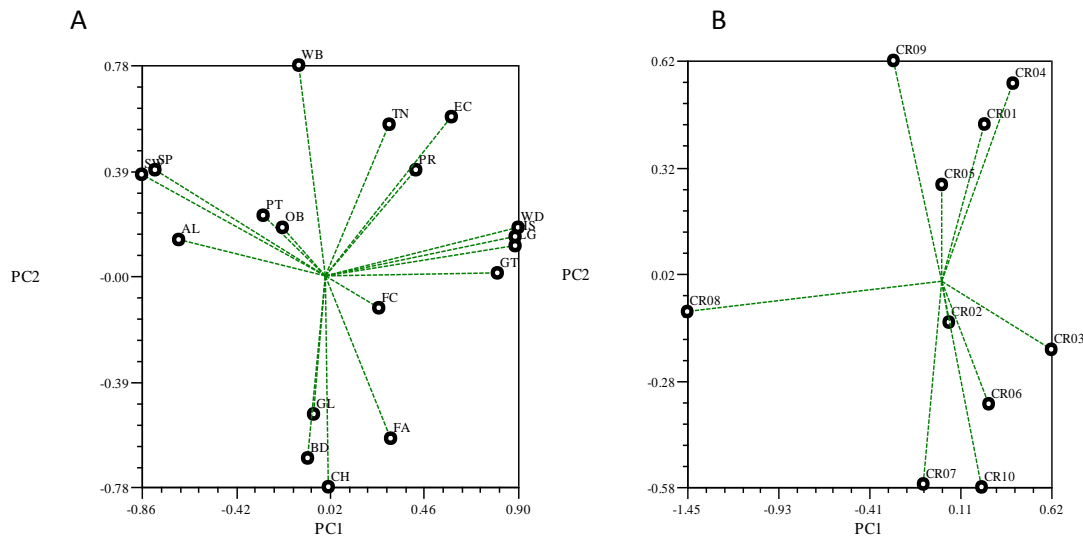 A
B
WB
TN
EC
PR
SP
AL
PT
OB
WD
IS
LG
GT
FC
GL
FA
BD
CH
0.78
0.39
-0.00
-0.39
-0.78
PC2
-0.86
-0.42
0.02
0.46
0.90
PC1
CR09
CR04
CR01
CR05
CR08
CR02
CR03
CR06
CR07
CR10
0.62
0.32
0.02
-0.28
-0.58
PC2
-1.45
-0.93
-0.41
0.11
0.62
PC1